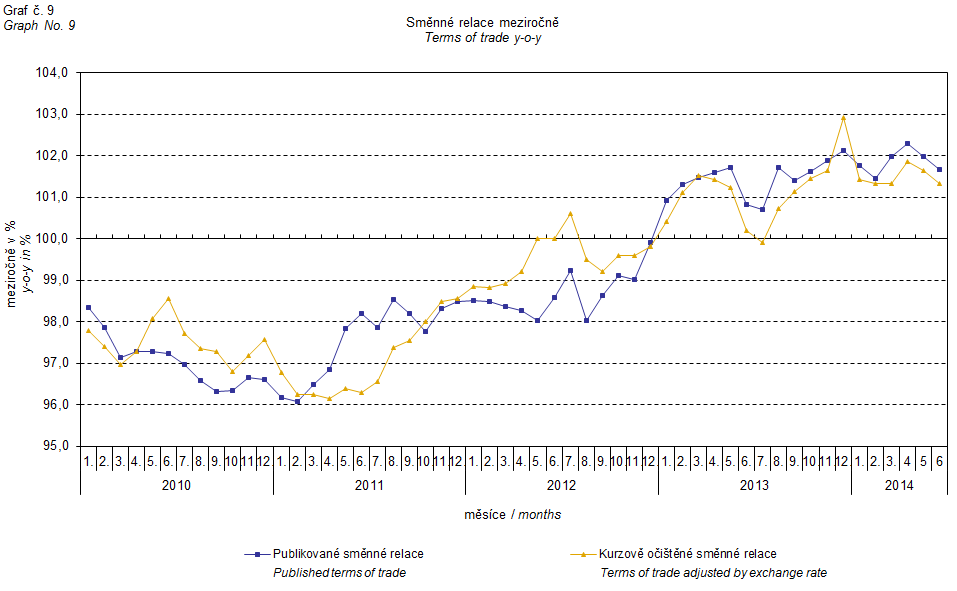 Graf č. 9
Graph No. 9
Směnné relace meziročně
Terms of trade y-o-y
104,0
103,0
102,0
101,0
100,0
99,0
98,0
97,0
96,0
95,0
meziročně v %
y-o-y in %
1. 2. 3. 4. 5. 6. 7. 8. 9. 10. 11. 12. 1. 2. 3. 4. 5. 6. 7. 8. 9. 10. 11. 12. 1. 2. 3. 4. 5. 6. 7. 8. 9. 10. 11. 12. 1. 2. 3. 4. 5. 6. 7. 8. 9. 10. 11. 12. 1. 2. 3. 4 5 6
2010 2011 2012 2013 2014
měsíce / months
Publikované směnné relace
Published terms of trade
Kurzově očištěné směnné relace
Terms of trade adjusted by exchange rate